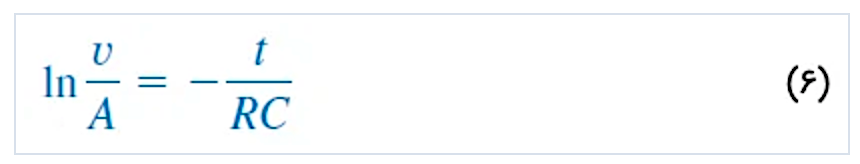 ln v/A = − t/RC (۶)